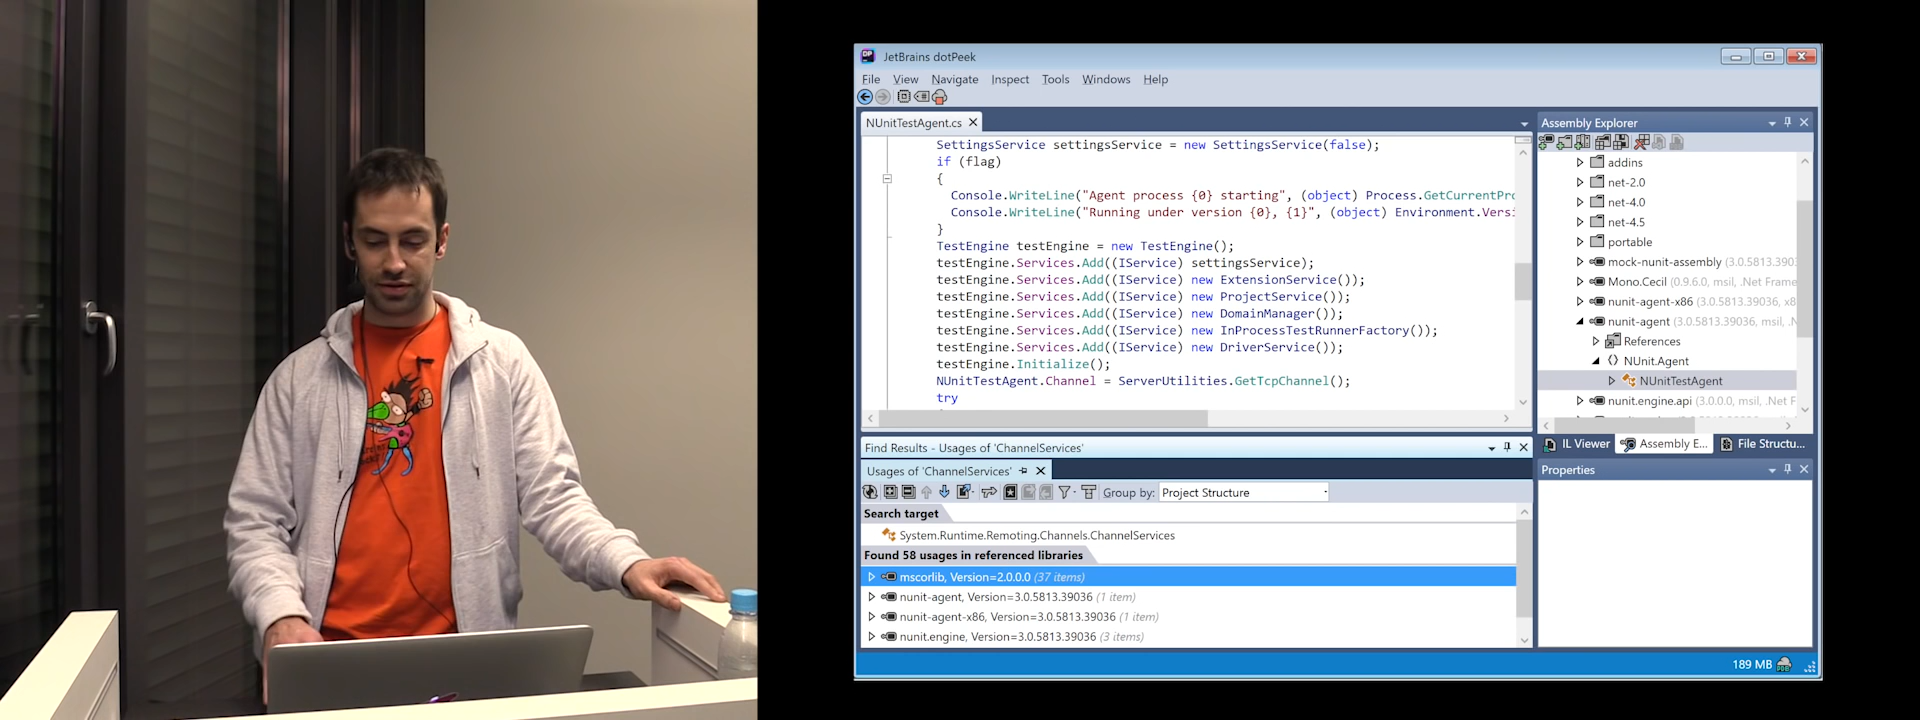 JetBrains dotPeek
File View Navigate Inspect Tools Windows Help
NUnitTestAgent.cs
SettingsService settingsService = new SettingsService(false);
if (flag)
{
Console.WriteLine("Agent process {0} starting", (object) Process.GetCurrentPro
Console.WriteLine("Running under version {0}, {1}", (object) Environment.Versi
}
TestEngine testEngine = new TestEngine();
testEngine.Services.Add((IService) settingsService);
testEngine.Services.Add((IService) new ExtensionService());
testEngine.Services.Add((IService) new ProjectService());
testEngine.Services.Add((IService) new DomainManager());
testEngine.Services.Add((IService) new InProcessTestRunnerFactory());
testEngine.Services.Add((IService) new DriverService());
testEngine.Initialize();
NUnitTestAgent.Channel = ServerUtilities.GetTcpChannel();
try
Assembly Explorer
addins
net-2.0
net-4.0
net-4.5
portable
mock-nunit-assembly (3.0.5813.390
Mono.Cecil (0.9.6.0, msil, .Net Frame
nunit-agent-x86 (3.0.5813.39036, x8
nunit-agent (3.0.5813.39036, msil, .N
References
NUnit.Agent
NUnitTestAgent
nunit.engine.api (3.0.0.0, msil, .Net F
IL Viewer Assembly E... File Structu...
Properties
Find Results - Usages of 'ChannelServices'
Usages of 'ChannelServices'
Group by: Project Structure
Search target
System.Runtime.Remoting.Channels.ChannelServices
Found 58 usages in referenced libraries
mscorlib, Version=2.0.0.0 (37 items)
nunit-agent, Version=3.0.5813.39036 (1 item)
nunit-agent-x86, Version=3.0.5813.39036 (1 item)
nunit.engine, Version=3.0.5813.39036 (3 items)
189 MB